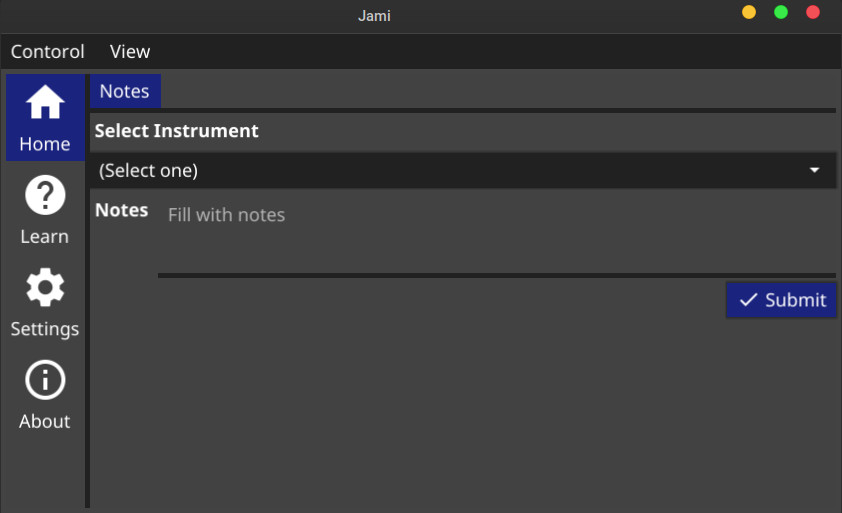 Jami
Contorol View
Home
Learn
Settings
About
Notes
Select Instrument
(Select one)
Notes Fill with notes
Submit